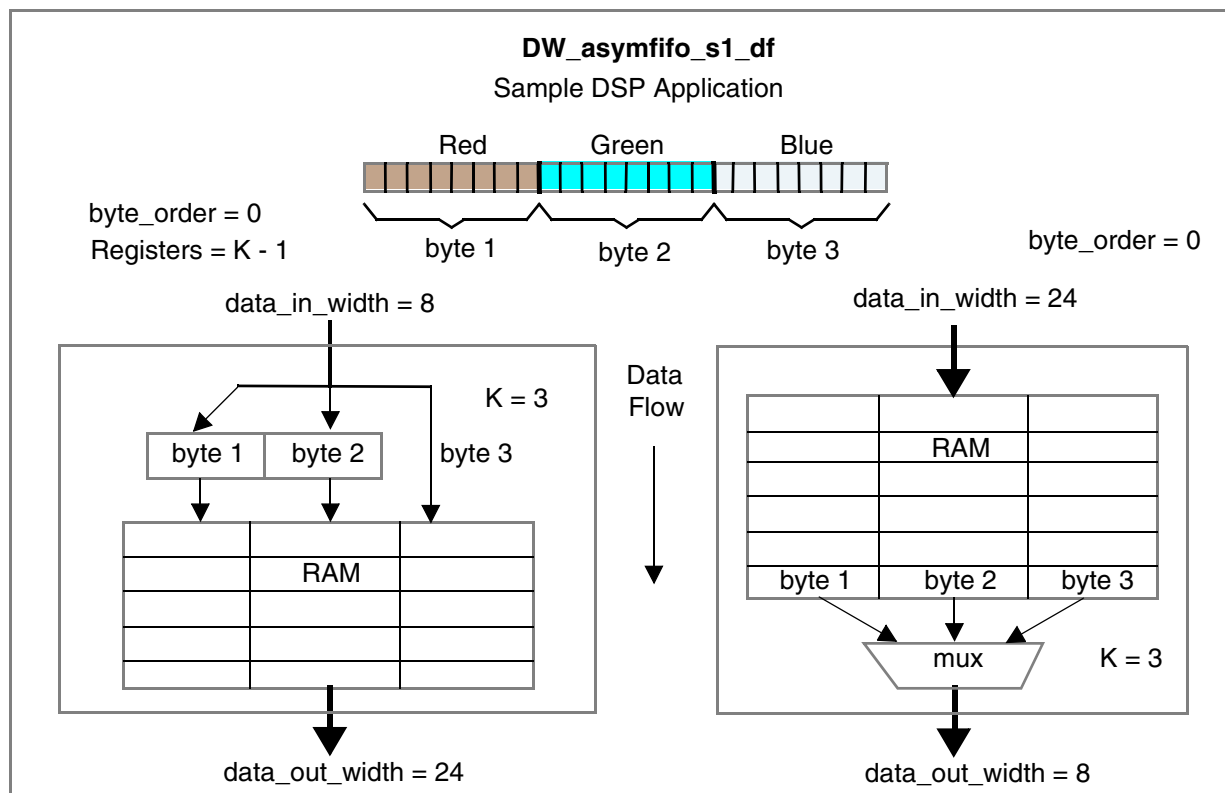 DW_asymfifo_s1_df
Sample DSP Application
Red Green Blue
byte_order = 0
Registers = K - 1
byte 1 byte 2 byte 3
byte_order = 0
data_in_width = 8
data_in_width = 24
K = 3
byte 1 byte 2 byte 3
RAM
data_out_width = 24
Data
Flow
RAM
byte 1 byte 2 byte 3
mux
K = 3
data_out_width = 8